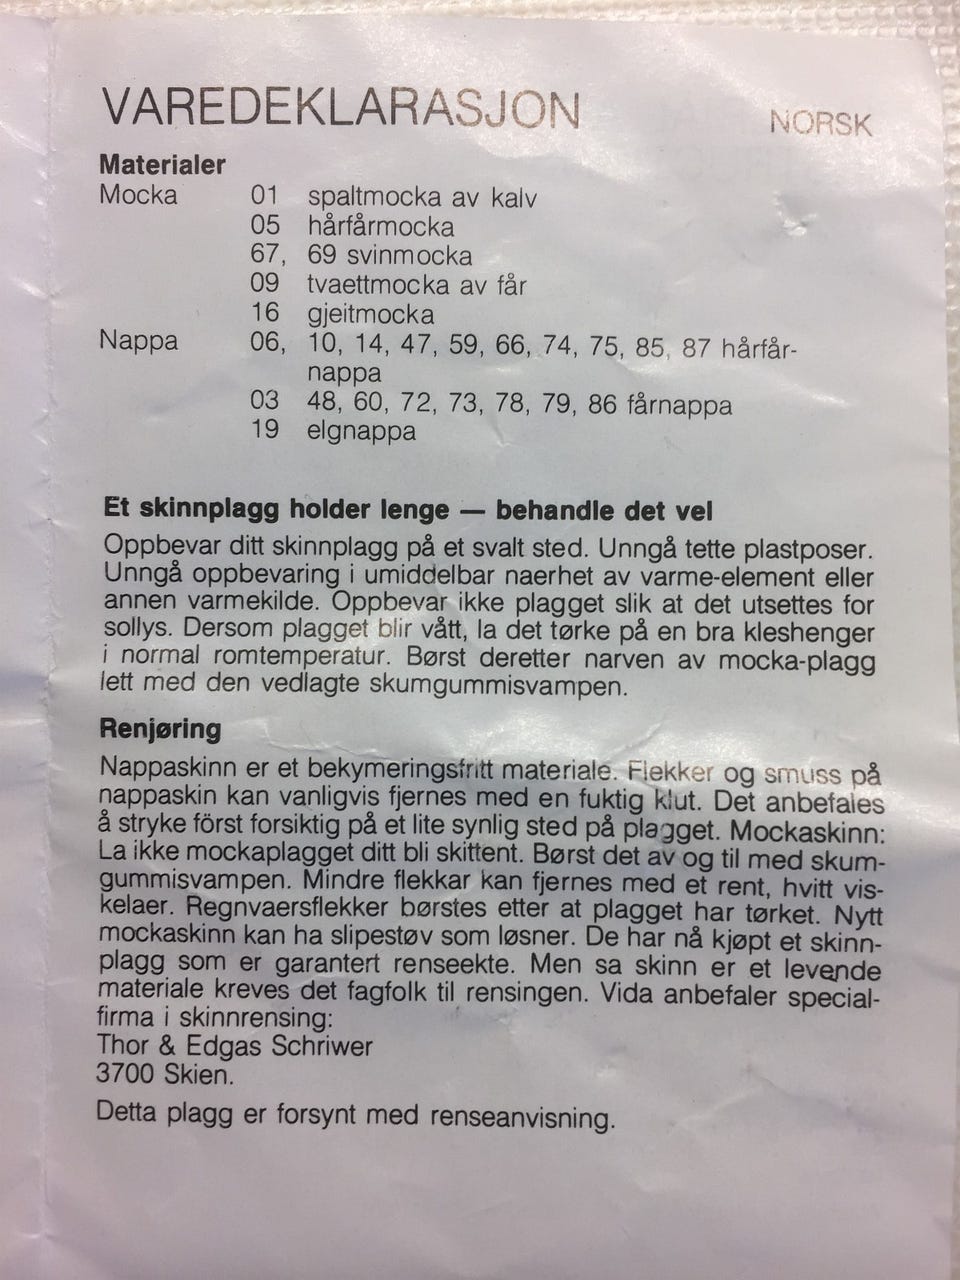 VAREDEKLARASJON NORSK
Materialer
Mocka 01 spaltmocka av kalv
05 hårfårmocka
67, 69 svinmocka
09 tvaettmocka av får
16 gjeitmocka
Nappa 06, 10, 14, 47, 59, 66, 74, 75, 85, 87 hårfår-
nappa
03 48, 60, 72, 73, 78, 79, 86 fårnappa
19 elgnappa
Et skinnplagg holder lenge — behandle det vel
Oppbevar ditt skinnplagg på et svalt sted. Unngå tette plastposer.
Unngå oppbevaring i umiddelbar naerhet av varme-element eller
annen varmekilde. Oppbevar ikke plagget slik at det utsettes for
sollys. Dersom plagget blir vått, la det tørke på en bra kleshenger
i normal romtemperatur. Børst deretter narven av mocka-plagg
lett med den vedlagte skumgummisvampen.
Renjøring
Nappaskinn er et bekymeringsfritt materiale. Flekker og smuss på
nappaskin kan vanligvis fjernes med en fuktig klut. Det anbefales
å stryke först forsiktig på et lite synlig sted på plagget. Mockaskinn:
La ikke mockaplagget ditt bli skittent. Børst det av og til med skum-
gummisvampen. Mindre flekkar kan fjernes med et rent, hvitt vis-
kelaer. Regnvaersflekker børstes etter at plagget har tørket. Nytt
mockaskinn kan ha slipestøv som løsner. De har nå kjøpt et skinn-
plagg som er garantert renseekte. Men sa skinn er et levende
materiale kreves det fagfolk til rensingen. Vida anbefaler special-
firma i skinnrensing:
Thor & Edgas Schriwer
3700 Skien.
Detta plagg er forsynt med renseanvisning.